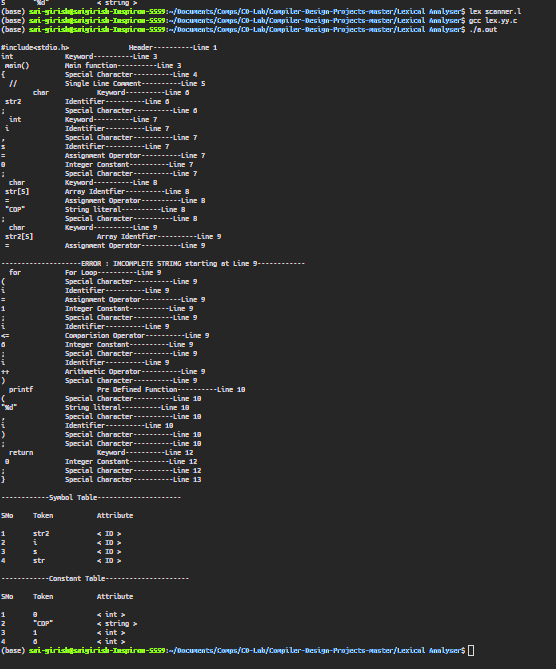 5 "%d" < string >
(base) sai-girish@saigirish-Inspiron-5559:~/Documents/Comps/CD-Lab/Compiler-Design-Projects-master/Lexical Analyser$ lex scanner.l
(base) sai-girish@saigirish-Inspiron-5559:~/Documents/Comps/CD-Lab/Compiler-Design-Projects-master/Lexical Analyser$ gcc lex.yy.c
(base) sai-girish@saigirish-Inspiron-5559:~/Documents/Comps/CD-Lab/Compiler-Design-Projects-master/Lexical Analyser$ ./a.out
#include<stdio.h> Header----------Line 1
int Keyword----------Line 3
main() Main function----------Line 3
{ Special Character----------Line 4
// Single Line Comment----------Line 5
char Keyword----------Line 6
str2 Identifier----------Line 6
; Special Character----------Line 6
int Keyword----------Line 7
i Identifier----------Line 7
, Special Character----------Line 7
s Identifier----------Line 7
= Assignment Operator----------Line 7
0 Integer Constant----------Line 7
; Special Character----------Line 7
char Keyword----------Line 8
str[5] Array Identfier----------Line 8
= Assignment Operator----------Line 8
"COP" String literal----------Line 8
; Special Character----------Line 8
char Keyword----------Line 9
str2[5] Array Identfier----------Line 9
= Assignment Operator----------Line 9
--------------------ERROR : INCOMPLETE STRING starting at Line 9------------
for For Loop----------Line 9
( Special Character----------Line 9
i Identifier----------Line 9
= Assignment Operator----------Line 9
1 Integer Constant----------Line 9
; Special Character----------Line 9
i Identifier----------Line 9
<= Comparision Operator----------Line 9
6 Integer Constant----------Line 9
; Special Character----------Line 9
i Identifier----------Line 9
++ Arithmetic Operator----------Line 9
) Special Character----------Line 9
printf Pre Defined Function----------Line 10
( Special Character----------Line 10
"%d" String literal----------Line 10
, Special Character----------Line 10
i Identifier----------Line 10
) Special Character----------Line 10
; Special Character----------Line 10
return Keyword----------Line 12
0 Integer Constant----------Line 12
; Special Character----------Line 12
} Special Character----------Line 13
------------Symbol Table---------------------
SNo Token Attribute
1 str2 < ID >
2 i < ID >
3 s < ID >
4 str < ID >
------------Constant Table---------------------
SNo Token Attribute
1 0 < int >
2 "COP" < string >
3 1 < int >
4 6 < int >
(base) sai-girish@saigirish-Inspiron-5559:~/Documents/Comps/CD-Lab/Compiler-Design-Projects-master/Lexical Analyser$